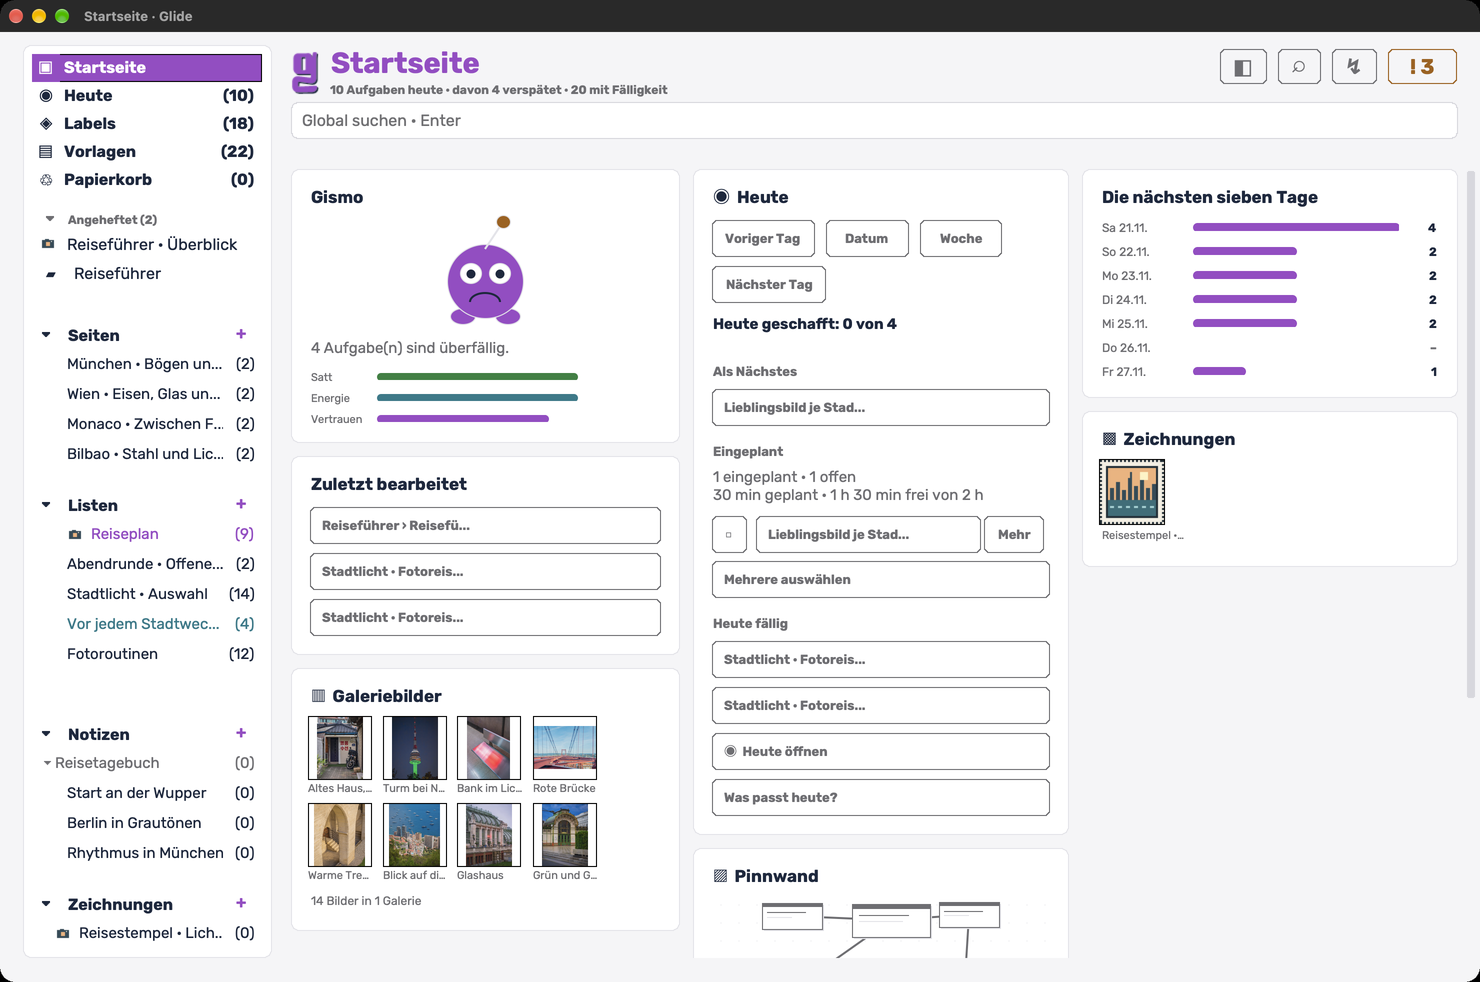 Startseite · Glide
Startseite
Heute (10)
Labels (18)
Vorlagen (22)
Papierkorb (0)
Angeheftet (2)
Reiseführer • Überblick
Reiseführer
Seiten +
München • Bögen un... (2)
Wien • Eisen, Glas un... (2)
Monaco • Zwischen F... (2)
Bilbao • Stahl und Lic... (2)
Listen +
Reiseplan (9)
Abendrunde • Offene... (2)
Stadtlicht • Auswahl (14)
Vor jedem Stadtwec... (4)
Fotoroutinen (12)
Notizen +
Reisetagebuch (0)
Start an der Wupper (0)
Berlin in Grautönen (0)
Rhythmus in München (0)
Zeichnungen +
Reisestempel • Lich.. (0)
g Startseite
10 Aufgaben heute • davon 4 verspätet • 20 mit Fälligkeit
! 3
Global suchen • Enter
Gismo
4 Aufgabe(n) sind überfällig.
Satt
Energie
Vertrauen
Zuletzt bearbeitet
Reiseführer › Reisefü...
Stadtlicht • Fotoreis...
Stadtlicht • Fotoreis...
Galeriebilder
Altes Haus,... Turm bei N... Bank im Lic... Rote Brücke
Warme Tre... Blick auf di... Glashaus Grün und G...
14 Bilder in 1 Galerie
Heute
Voriger Tag Datum Woche
Nächster Tag
Heute geschafft: 0 von 4
Als Nächstes
Lieblingsbild je Stad...
Eingeplant
1 eingeplant • 1 offen
30 min geplant • 1 h 30 min frei von 2 h
Lieblingsbild je Stad... Mehr
Mehrere auswählen
Heute fällig
Stadtlicht • Fotoreis...
Stadtlicht • Fotoreis...
Heute öffnen
Was passt heute?
Pinnwand
Die nächsten sieben Tage
Sa 21.11. 4
So 22.11. 2
Mo 23.11. 2
Di 24.11. 2
Mi 25.11. 2
Do 26.11. –
Fr 27.11. 1
Zeichnungen
Reisestempel •...